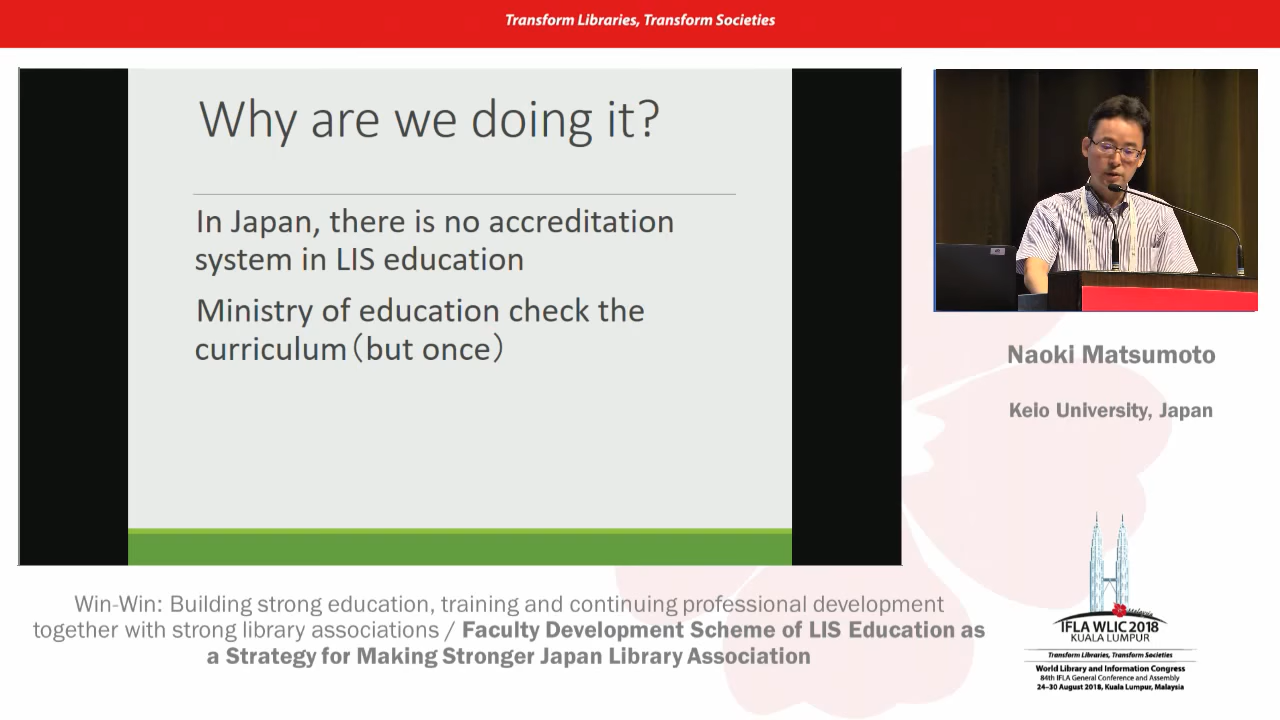 Transform Libraries, Transform Societies
Why are we doing it?
In Japan, there is no accreditation
system in LIS education
Ministry of education check the
curriculum（but once）
Naoki Matsumoto
Keio University, Japan
Win-Win: Building strong education, training and continuing professional development
together with strong library associations / Faculty Development Scheme of LIS Education as
a Strategy for Making Stronger Japan Library Association
malaysia
IFLA WLIC 2018
KUALA LUMPUR
Transform Libraries, Transform Societies
World Library and Information Congress
84th IFLA General Conference and Assembly
24–30 August 2018, Kuala Lumpur, Malaysia